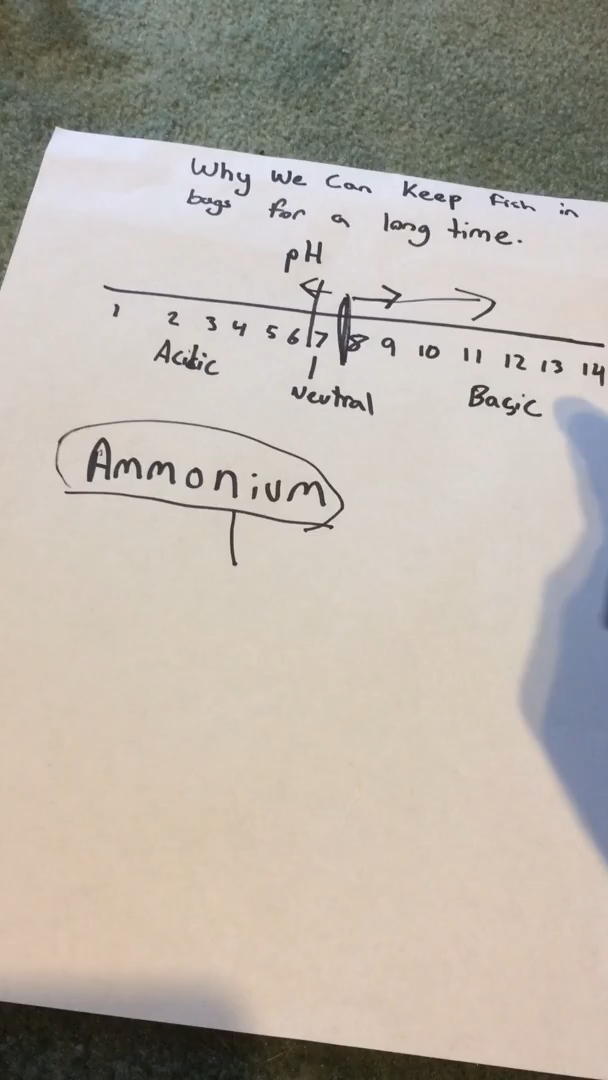 Why We Can Keep fish in
bags for a long time.
pH
1 2 3 4 5 6 7 8 9 10 11 12 13 14
Acitic Neutral Basic
Ammonium